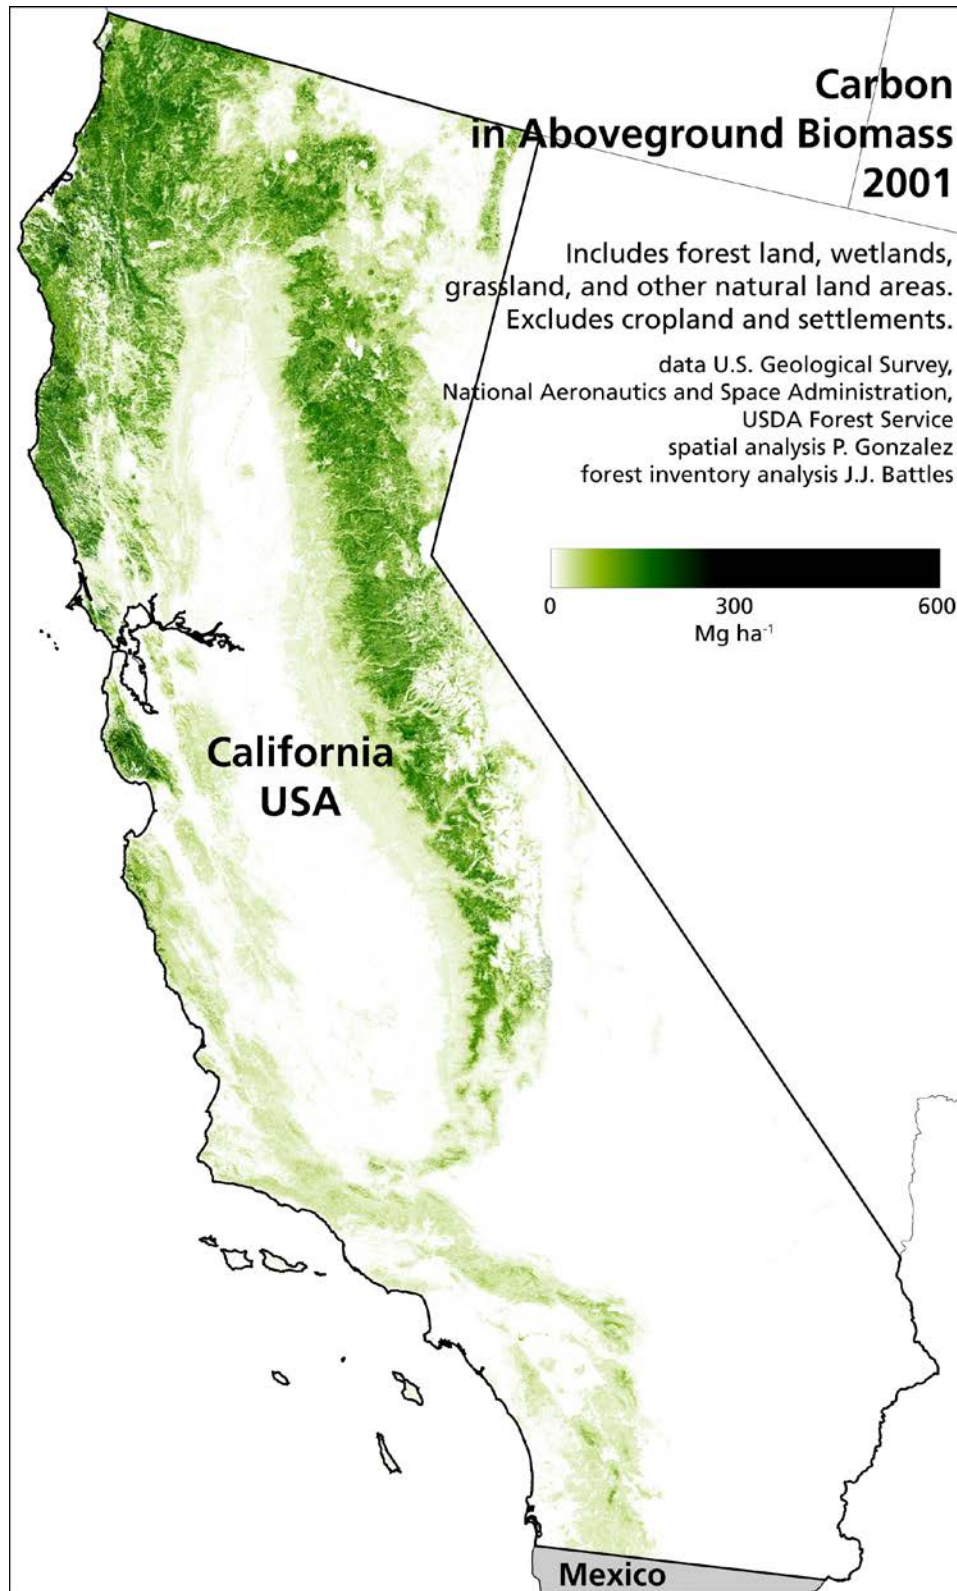 Carbon
in Aboveground Biomass
2001
Includes forest land, wetlands,
grassland, and other natural land areas.
Excludes cropland and settlements.
data U.S. Geological Survey,
National Aeronautics and Space Administration,
USDA Forest Service
spatial analysis P. Gonzalez
forest inventory analysis J.J. Battles
0 300 600
Mg ha⁻¹
California
USA
Mexico